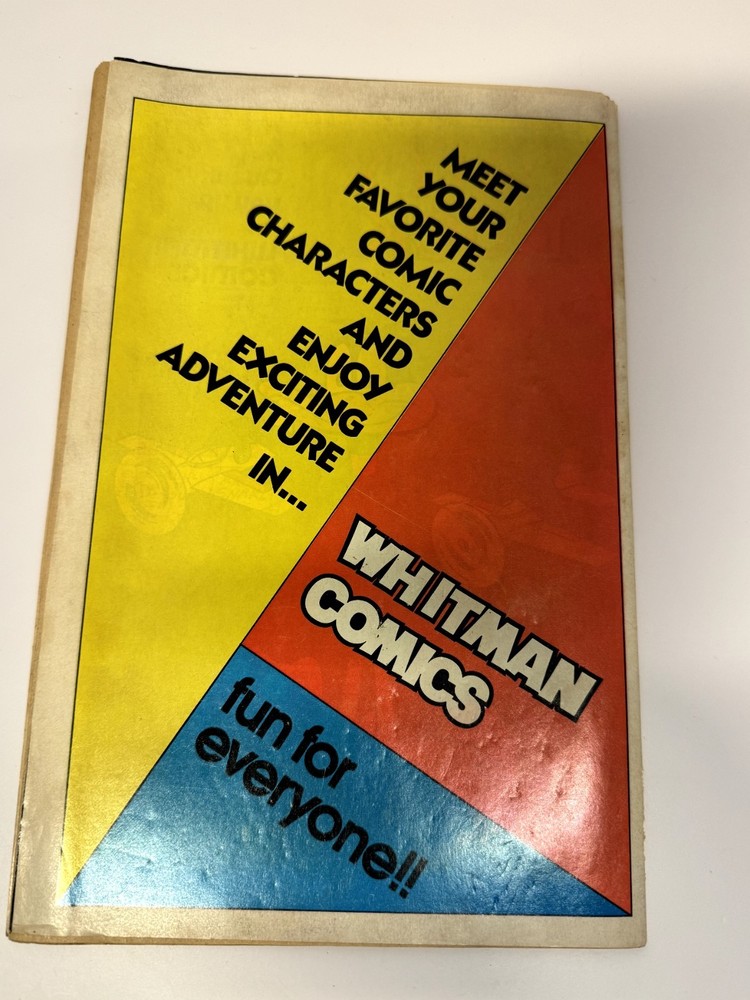 MEET
YOUR
FAVORITE
COMIC
CHARACTERS
AND
ENJOY
EXCITING
ADVENTURE
IN...
WHITMAN
COMICS
fun for
everyone!!